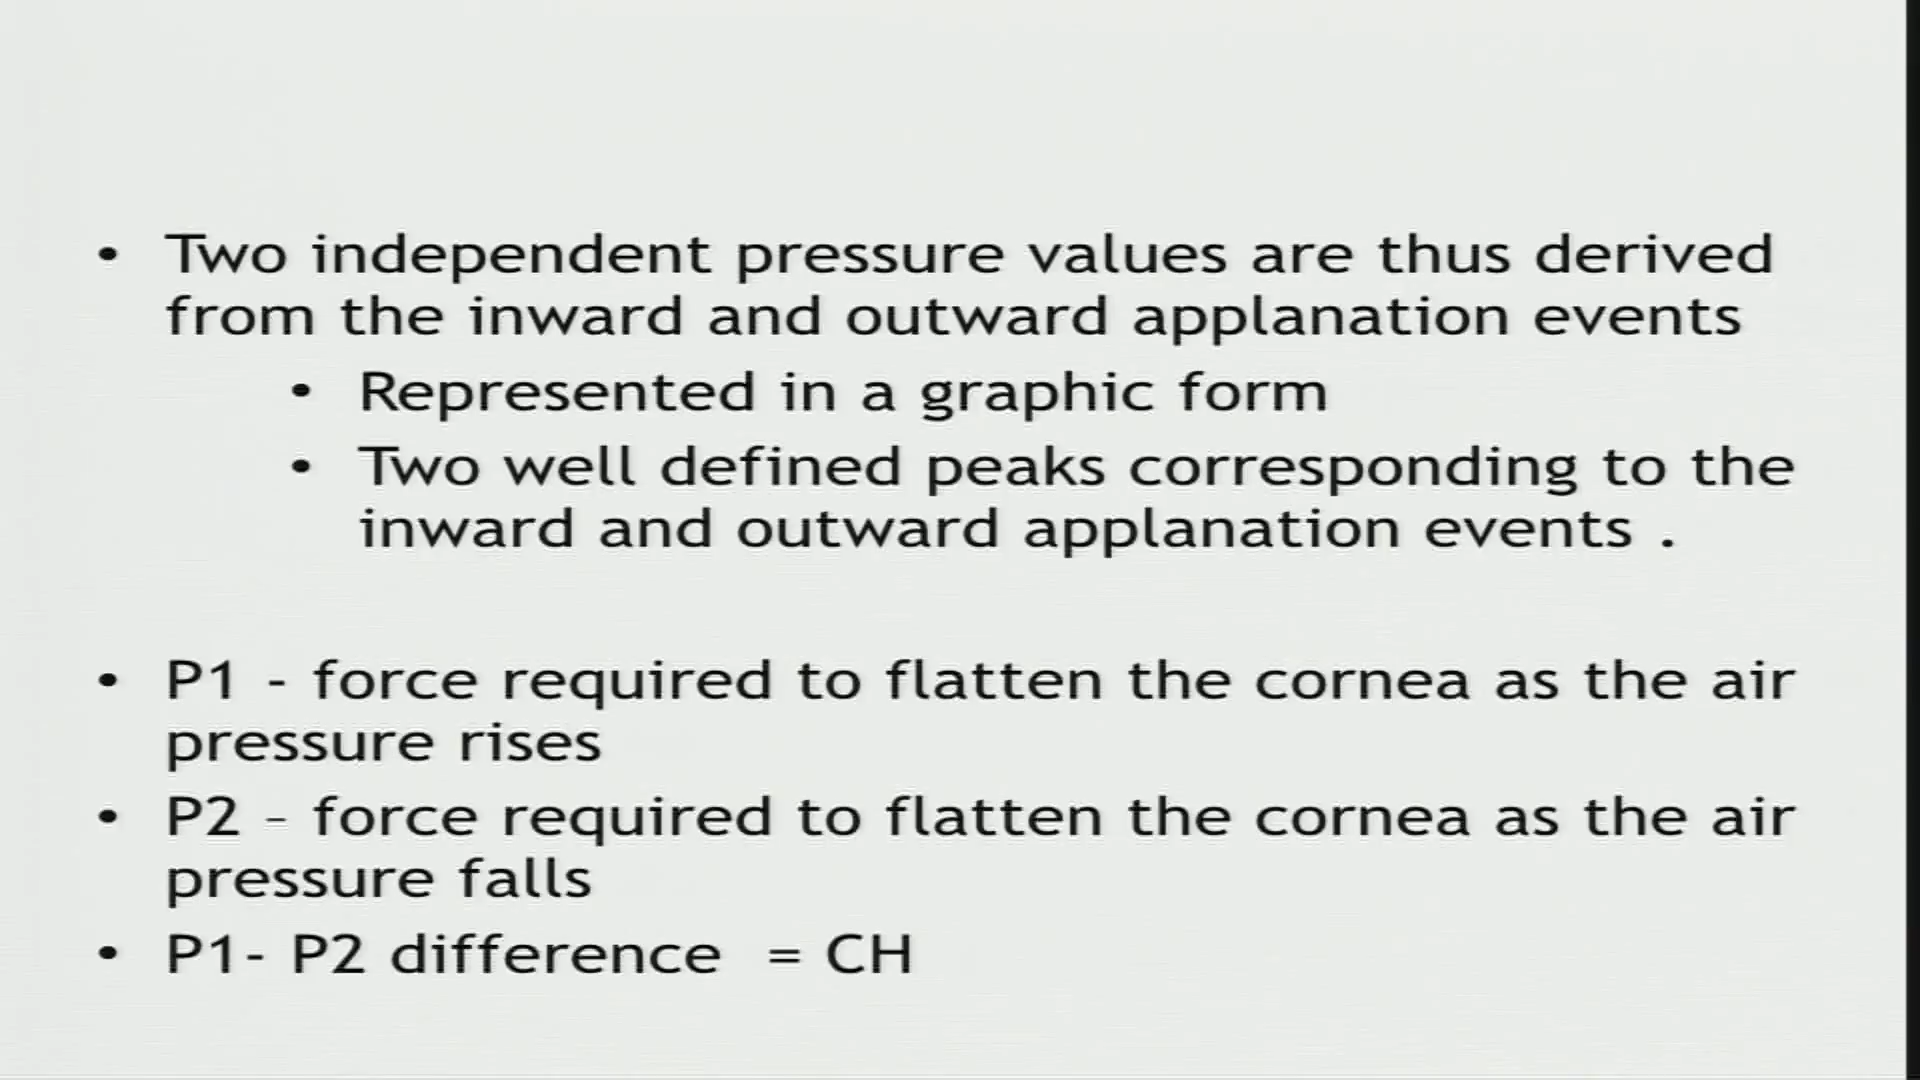 • Two independent pressure values are thus derived
from the inward and outward applanation events
• Represented in a graphic form
• Two well defined peaks corresponding to the
inward and outward applanation events .
• P1 - force required to flatten the cornea as the air
pressure rises
• P2 – force required to flatten the cornea as the air
pressure falls
• P1- P2 difference = CH